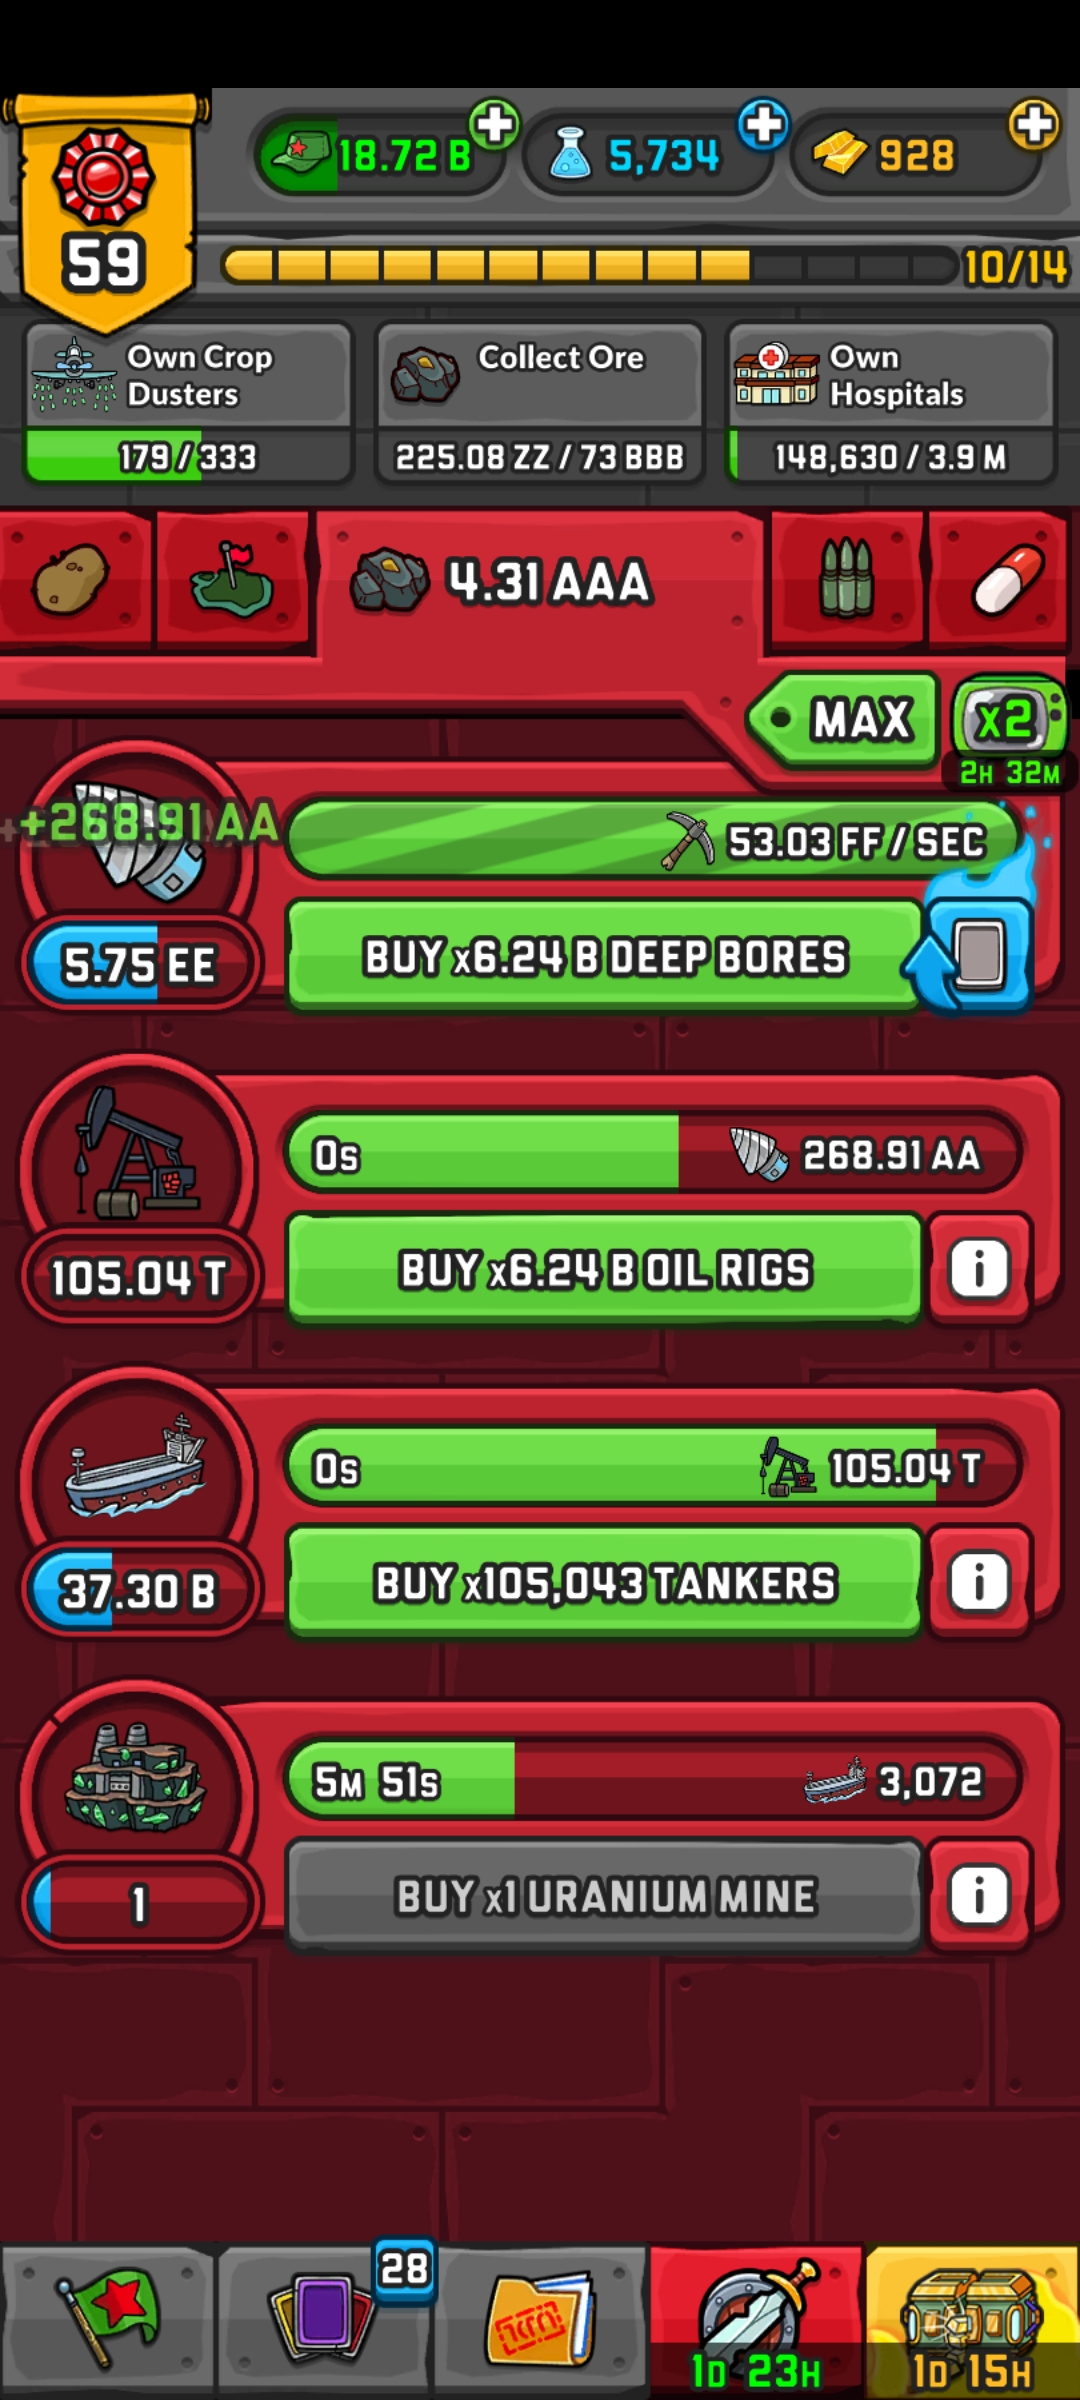 18.72 B
5,734
928
59
10/14
Own Crop
Dusters
179 / 333
Collect Ore
225.08 ZZ / 73 BBB
Own
Hospitals
148,630 / 3.9 M
4.31 AAA
MAX
x2
2H 32M
+268.91 AA
53.03 FF / SEC
5.75 EE
BUY x6.24 B DEEP BORES
0s
268.91 AA
105.04 T
BUY x6.24 B OIL RIGS
i
0s
105.04 T
37.30 B
BUY x105,043 TANKERS
i
5M 51s
3,072
1
BUY x1 URANIUM MINE
i
28
1D 23H
1D 15H